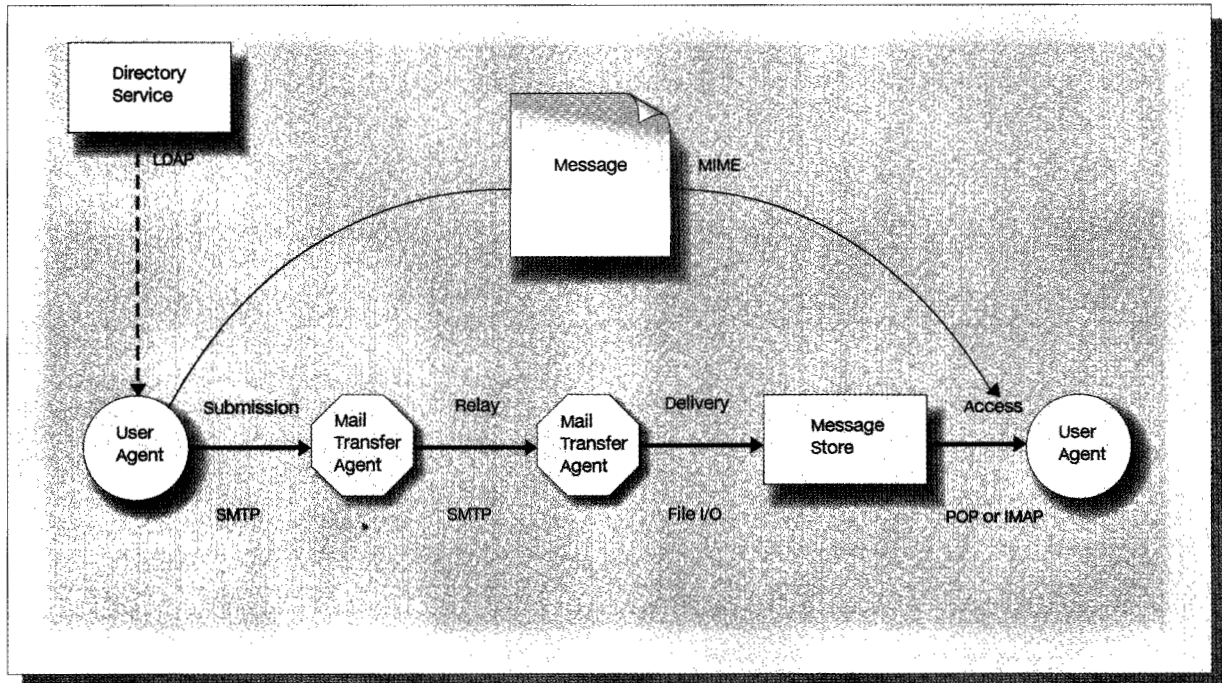 Directory
Service
LDAP
Message
MIME
Submission
Relay
Delivery
Access
User
Agent
Mail
Transfer
Agent
Mail
Transfer
Agent
Message
Store
User
Agent
SMTP
SMTP
File I/O
POP or IMAP